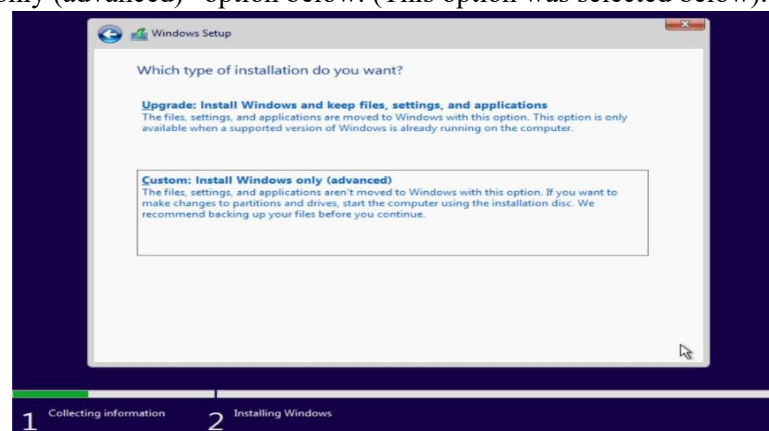 only (advanced)" option below. (This option was selected below).
Windows Setup
Which type of installation do you want?
Upgrade: Install Windows and keep files, settings, and applications
The files, settings, and applications are moved to Windows with this option. This option is only
available when a supported version of Windows is already running on the computer.
Custom: Install Windows only (advanced)
The files, settings, and applications aren't moved to Windows with this option. If you want to
make changes to partitions and drives, start the computer using the installation disc. We
recommend backing up your files before you continue.
1 Collecting information 2 Installing Windows